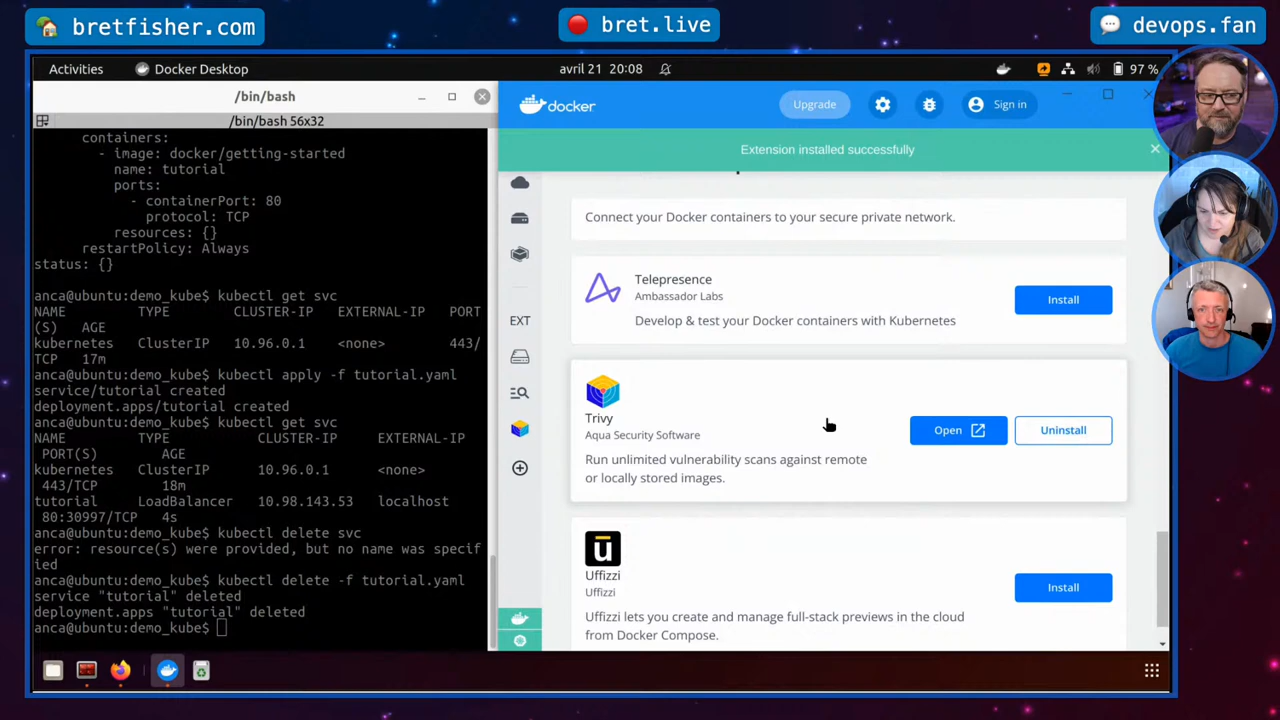 bretfisher.com
bret.live
devops.fan
Activities
Docker Desktop
avril 21 20:08
97 %
/bin/bash
/bin/bash 56x32
containers:
- image: docker/getting-started
name: tutorial
ports:
- containerPort: 80
protocol: TCP
resources: {}
restartPolicy: Always
status: {}
anca@ubuntu:demo_kube$ kubectl get svc
NAME TYPE CLUSTER-IP EXTERNAL-IP PORT
(S) AGE
kubernetes ClusterIP 10.96.0.1 <none> 443/
TCP 17m
anca@ubuntu:demo_kube$ kubectl apply -f tutorial.yaml
service/tutorial created
deployment.apps/tutorial created
anca@ubuntu:demo_kube$ kubectl get svc
NAME TYPE CLUSTER-IP EXTERNAL-IP
PORT(S) AGE
kubernetes ClusterIP 10.96.0.1 <none>
443/TCP 18m
tutorial LoadBalancer 10.98.143.53 localhost
80:30997/TCP 4s
anca@ubuntu:demo_kube$ kubectl delete svc
error: resource(s) were provided, but no name was specif
ied
anca@ubuntu:demo_kube$ kubectl delete -f tutorial.yaml
service "tutorial" deleted
deployment.apps "tutorial" deleted
anca@ubuntu:demo_kube$
docker
Upgrade
Sign in
Extension installed successfully
EXT
Connect your Docker containers to your secure private network.
Telepresence
Ambassador Labs
Develop & test your Docker containers with Kubernetes
Install
Trivy
Aqua Security Software
Run unlimited vulnerability scans against remote
or locally stored images.
Open
Uninstall
ū
Uffizzi
Uffizzi
Uffizzi lets you create and manage full-stack previews in the cloud
from Docker Compose.
Install